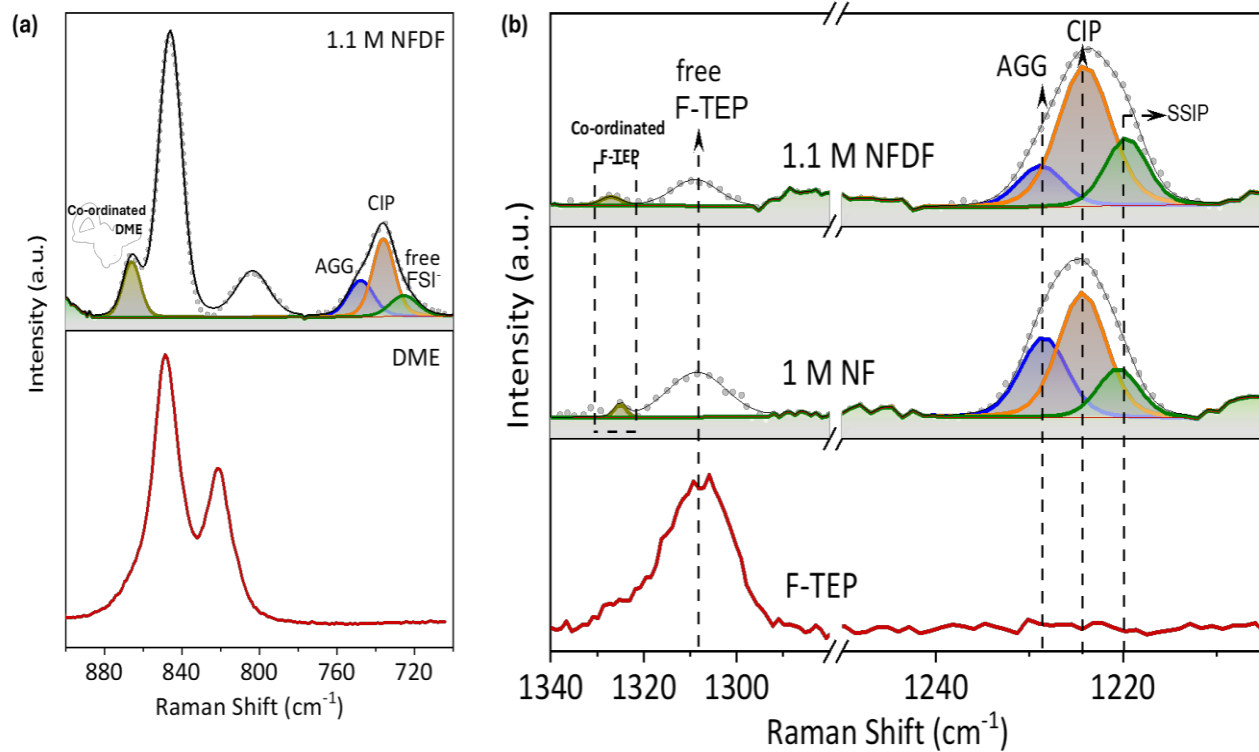 (a)
1.1 M NFDF
Co-ordinated
DME
AGG
CIP
free
FSI-
DME
Intensity (a.u.)
880 840 800 760 720
Raman Shift (cm-1)
(b)
Co-ordinated
F-TEP
free
F-TEP
AGG
CIP
SSIP
1.1 M NFDF
1 M NF
F-TEP
Intensity (a.u.)
1340 1320 1300 1240 1220
Raman Shift (cm-1)